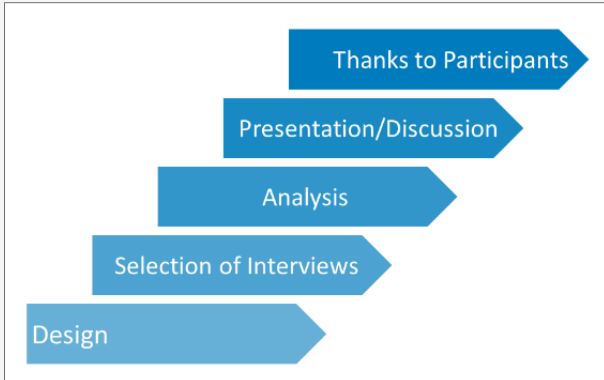 Thanks to Participants
Presentation/Discussion
Analysis
Selection of Interviews
Design